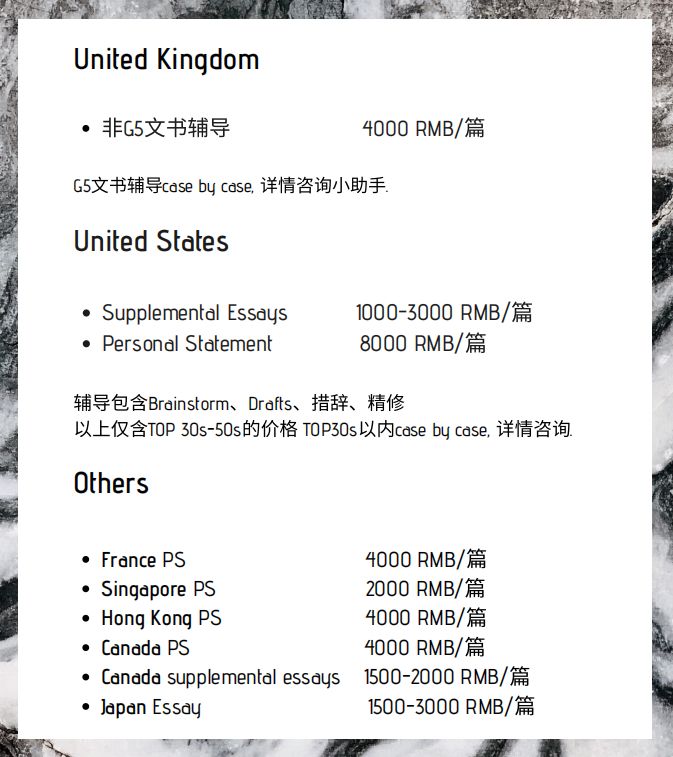 United Kingdom
• 非G5文书辅导 4000 RMB/篇
G5文书辅导case by case, 详情咨询小助手.
United States
• Supplemental Essays 1000-3000 RMB/篇
• Personal Statement 8000 RMB/篇
辅导包含Brainstorm、Drafts、措辞、精修
以上仅含TOP 30s-50s的价格 TOP30s以内case by case, 详情咨询.
Others
• France PS 4000 RMB/篇
• Singapore PS 2000 RMB/篇
• Hong Kong PS 4000 RMB/篇
• Canada PS 4000 RMB/篇
• Canada supplemental essays 1500-2000 RMB/篇
• Japan Essay 1500-3000 RMB/篇